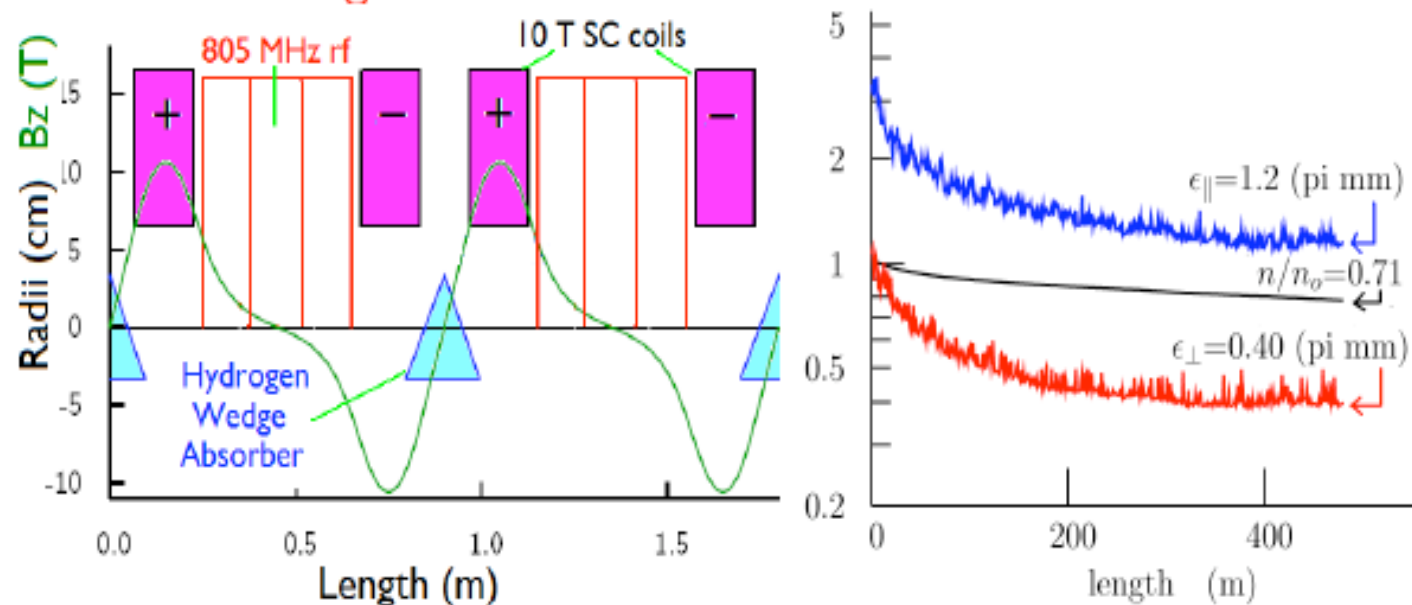 805 MHz rf
10 T SC coils
Radii (cm) Bz (T)
15
10
5
0
-5
-10
+
−
+
−
Hydrogen
Wedge
Absorber
0.0
0.5
1.0
1.5
Length (m)
5
2
1
0.5
0.2
ϵ∥=1.2 (pi mm)
n/nₒ=0.71
ϵ⊥=0.40 (pi mm)
0
200
400
length (m)